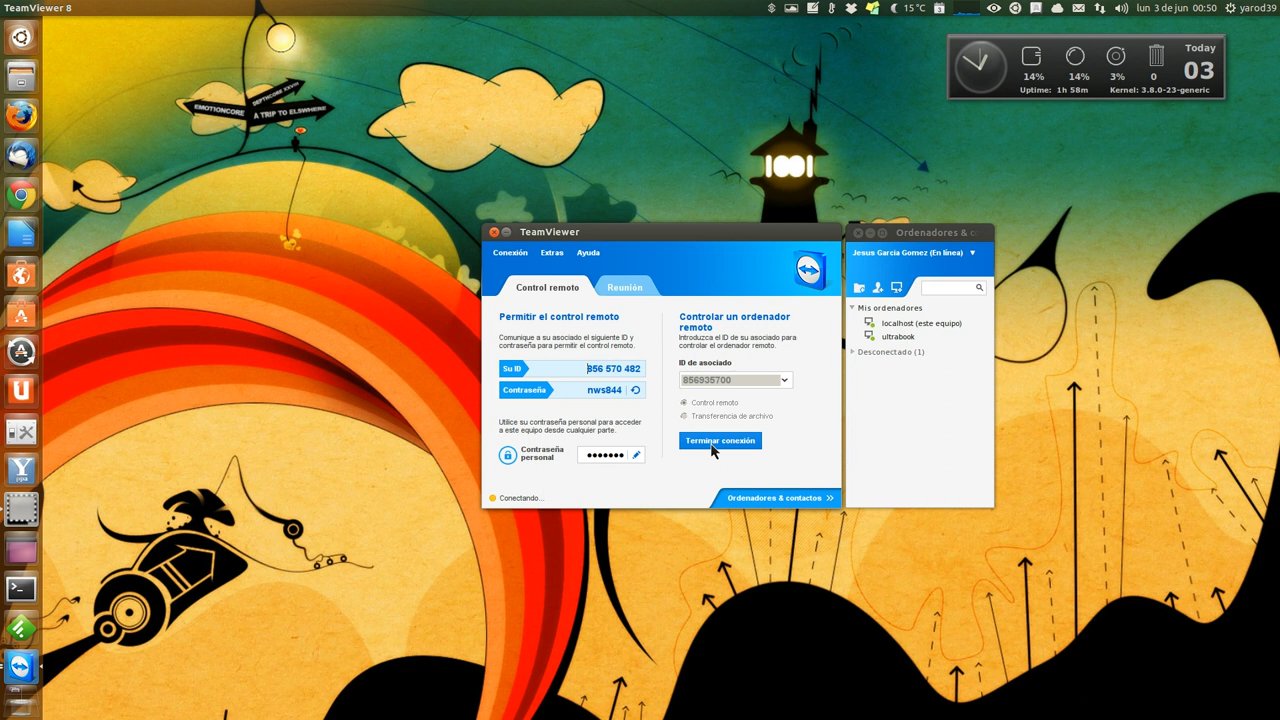 TeamViewer 8
15°C
3
lun 3 de jun 00:50
yarod39
EMOTIONCORE
DEPTHCORE XXVIII
A TRIP TO ELSWHERE
1001
Today
14%
14%
3%
0
03
Uptime: 1h 58m
Kernel: 3.8.0-23-generic
TeamViewer
Conexión
Extras
Ayuda
Control remoto
Reunión
Permitir el control remoto
Comunique a su asociado el siguiente ID y
contraseña para permitir el control remoto.
Su ID
856 570 482
Contraseña
nws844
Utilice su contraseña personal para acceder
a este equipo desde cualquier parte.
Contraseña
personal
Controlar un ordenador
remoto
Introduzca el ID de su asociado para
controlar el ordenador remoto.
ID de asociado
856935700
Control remoto
Transferencia de archivo
Terminar conexión
Conectando...
Ordenadores & contactos
Ordenadores & co
Jesus García Gomez (En línea)
Mis ordenadores
localhost (este equipo)
ultrabook
Desconectado (1)